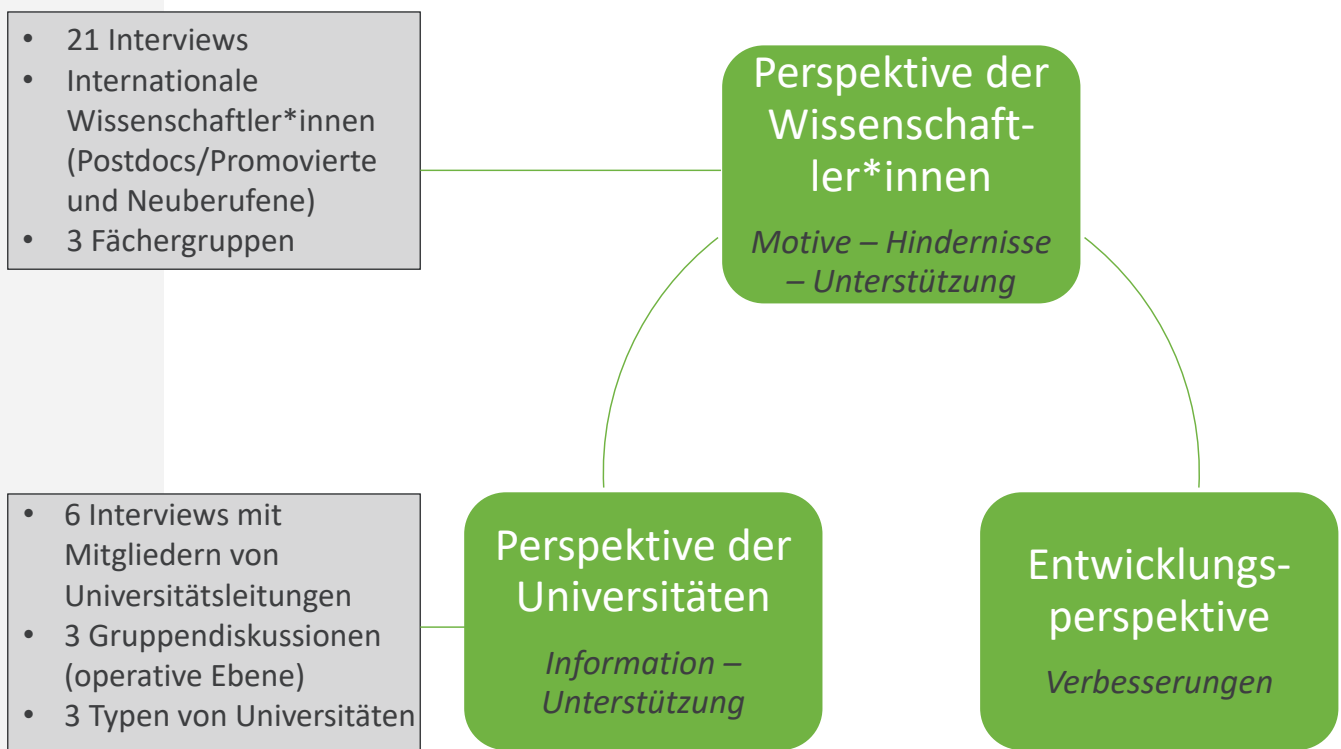 • 21 Interviews
• Internationale
Wissenschaftler*innen
(Postdocs/Promovierte
und Neuberufene)
• 3 Fächergruppen
Perspektive der
Wissenschaft-
ler*innen
Motive – Hindernisse
– Unterstützung
• 6 Interviews mit
Mitgliedern von
Universitätsleitungen
• 3 Gruppendiskussionen
(operative Ebene)
• 3 Typen von Universitäten
Perspektive der
Universitäten
Information –
Unterstützung
Entwicklungs-
perspektive
Verbesserungen